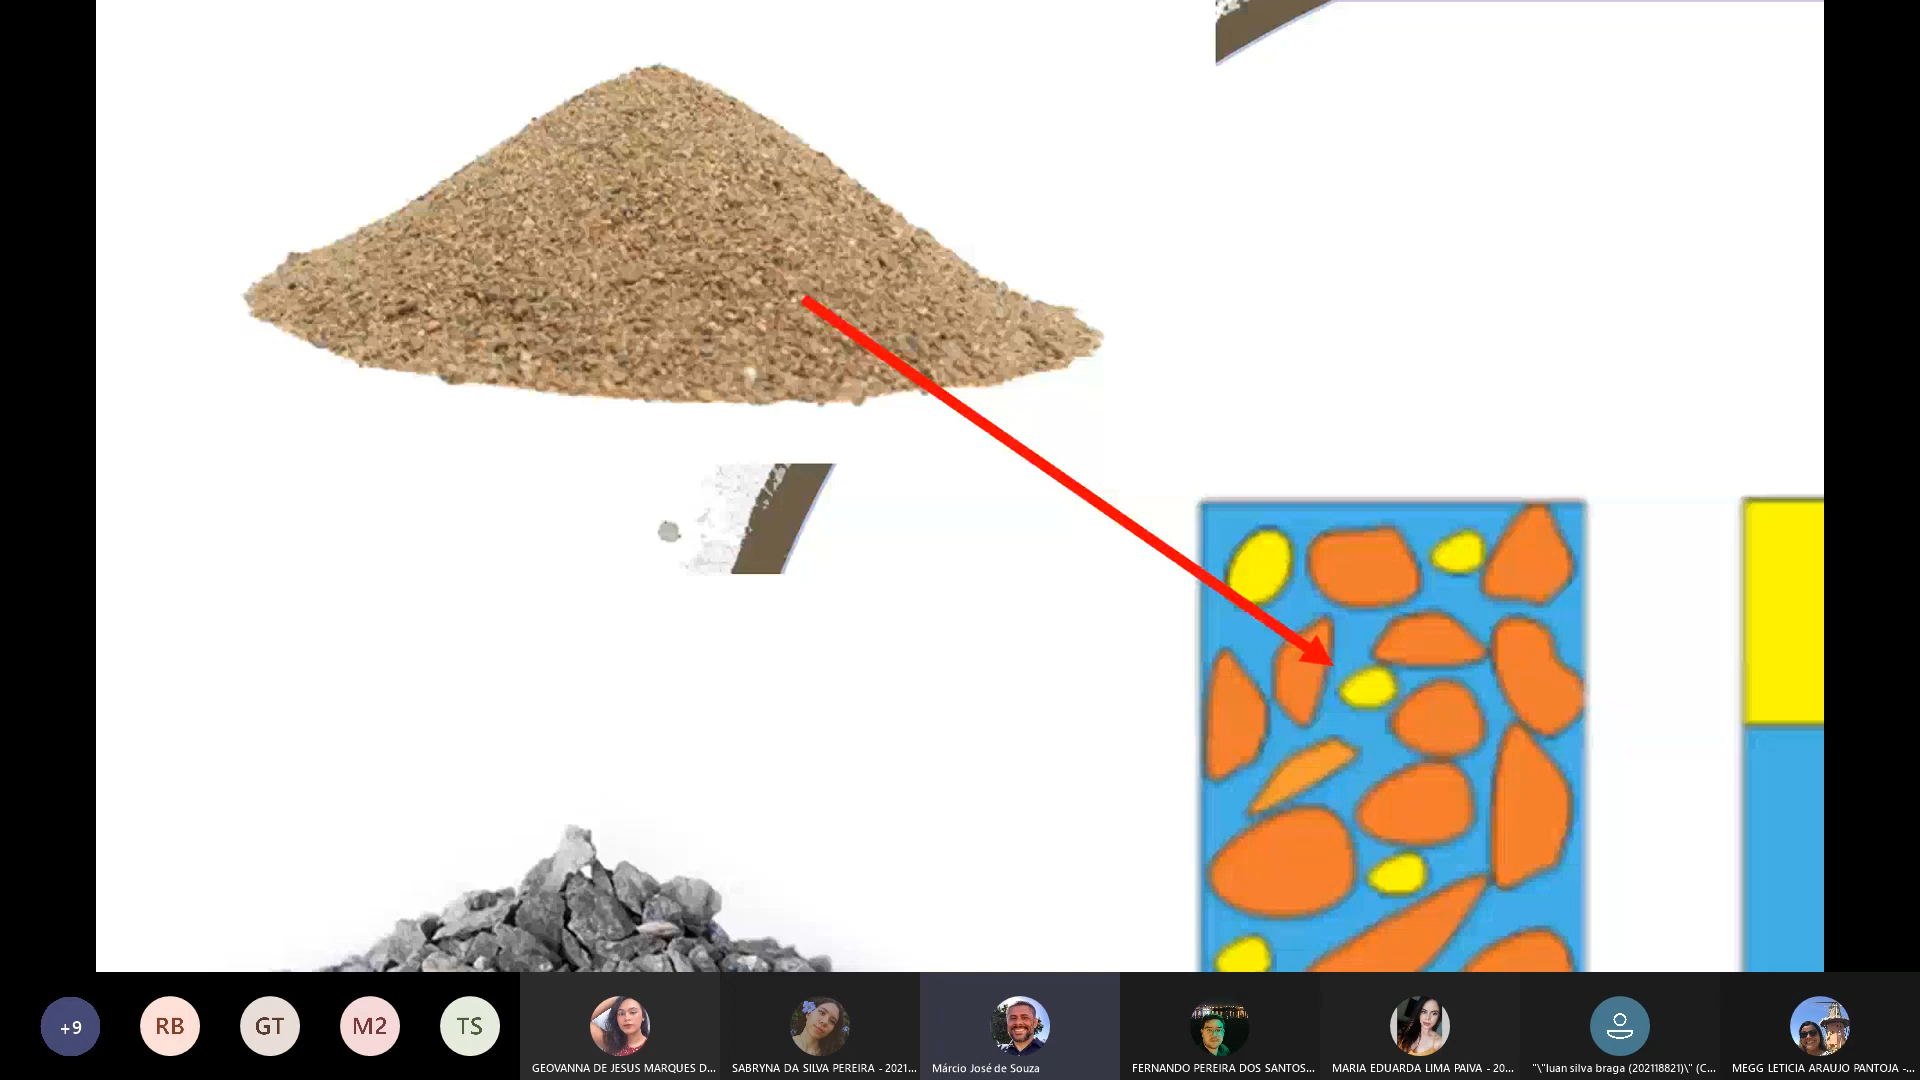 +9
RB
GT
M2
TS
GEOVANNA DE JESUS MARQUES D...
SABRYNA DA SILVA PEREIRA - 2021...
Márcio José de Souza
FERNANDO PEREIRA DOS SANTOS...
MARIA EDUARDA LIMA PAIVA - 20...
"\"luan silva braga (202118821)\" (C...
MEGG LETICIA ARAUJO PANTOJA -...